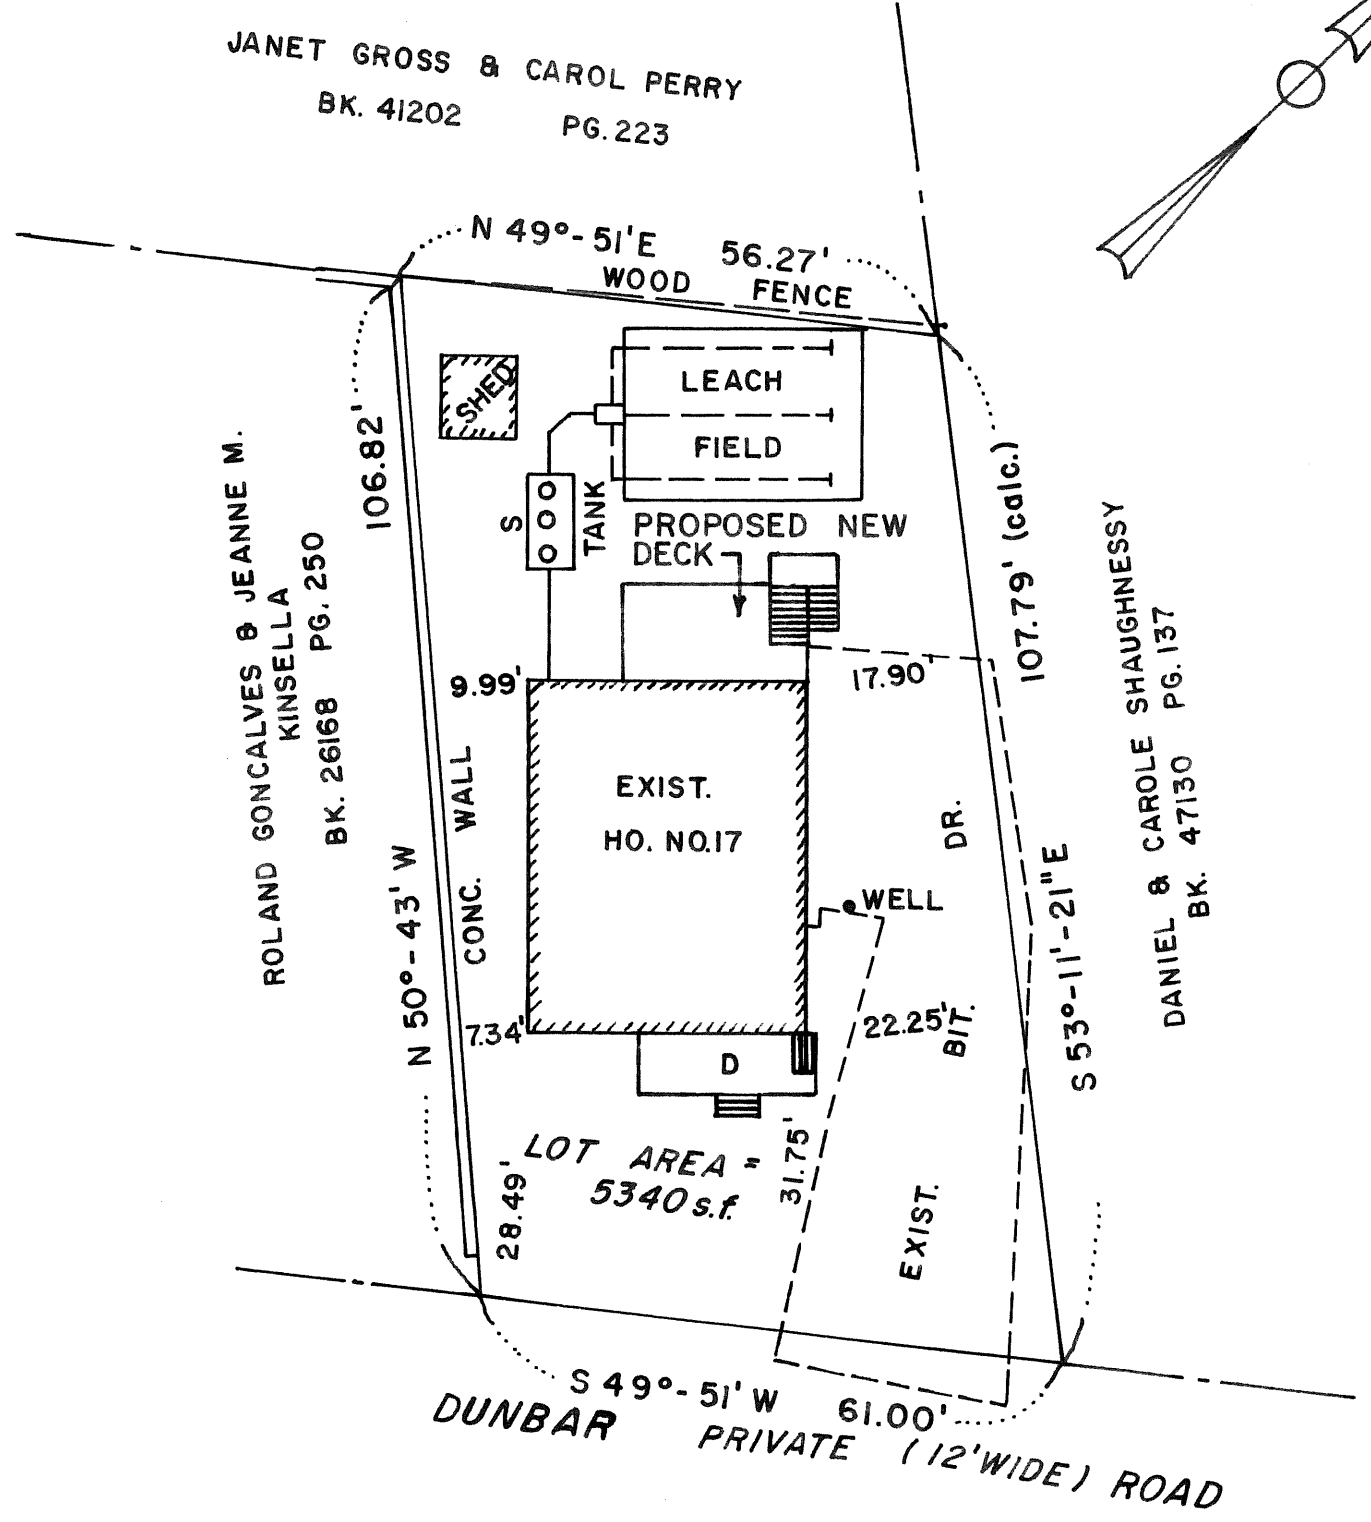 JANET GROSS & CAROL PERRY
BK. 41202 PG. 223
N 49°-51'E 56.27'
WOOD FENCE
SHED
LEACH
FIELD
S
TANK
PROPOSED NEW
DECK
106.82'
ROLAND GONCALVES & JEANNE M.
KINSELLA
BK. 26168 PG. 250
107.79' (calc.)
DANIEL & CAROLE SHAUGHNESSY
BK. 47130 PG. 137
9.99'
17.90'
EXIST.
HO. NO.17
CONC. WALL
N 50°-43' W
WELL
EXIST. BIT. DR.
S 53°-11'-21"E
7.34'
22.25'
D
LOT AREA =
5340 s.f.
31.75'
28.49'
S 49°-51' W 61.00'
DUNBAR PRIVATE (12'WIDE) ROAD